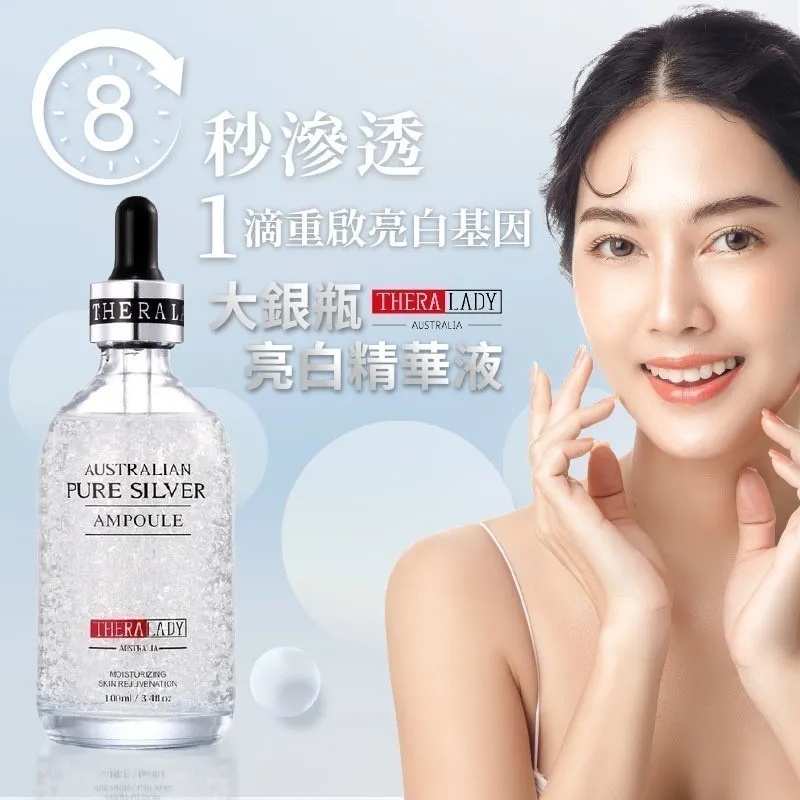 8
秒滲透
1滴重啟亮白基因
大銀瓶 THERA LADY
AUSTRALIA
亮白精華液
THERA LA
AUSTRALIAN
PURE SILVER
AMPOULE
THERA LADY
AUSTRALIA
MOISTURIZING
SKIN REJUVENATION
100ml / 3.4fl.oz